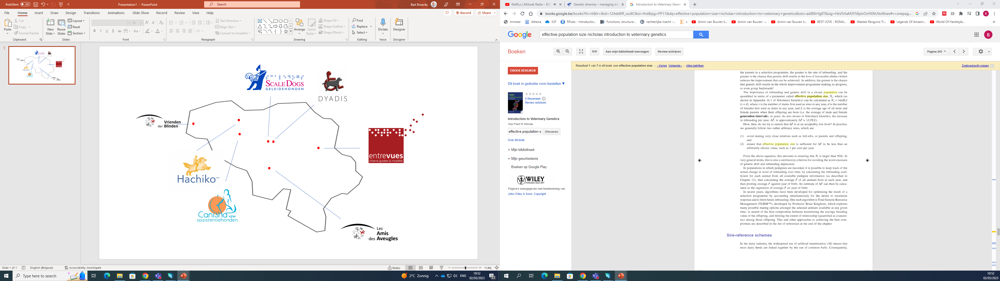 AutoSave Off
Presentation1 - PowerPoint
Search
Bart Broeckx
File Home Insert Draw Design Transitions Animations Slide Show Record Review View Help
Record Share
Paste
Cut
Copy
Format Painter
Clipboard
New Slide
Reuse Slides
Layout
Reset
Section
Slides
50
Font
Text Direction
Align Text
Convert to SmartArt
Paragraph
Arrange
Quick Styles
Shape Fill
Shape Outline
Shape Effects
Drawing
Find
Replace
Select
Editing
Dictate
Voice
Designer
Designer
1
SCALE DOGS
GELEIDEHONDEN
DYADIS
Vrienden
der Blinden
entrevues
chiens guides & mobilité
Hachiko vzw
Canisha vzw
assistentiehonden
Les
Amis
des Aveugles
Slide 1 of 1 English (Belgium) Accessibility: Investigate
Notes
114%
Type here to search
2°C Zonnig
ENG
10:52
02/03/2023
22
MaRLo | Altitude Radio - EO
Genetic diversity – managing inb
Introduction to Veterinary Genet
books.google.be/books?hl=nl&lr=&id=12AddRR_wu8C&oi=fnd&pg=PP11&dq=effective+population+size+nicholas+introduction+to+veterinary+genetics&ots=adiB8nYg8T&sig=HeV5AaM3F58plvOnFKNUttxWses#v=onepag...
trimster Athena IOF RPubs - Introductio... Functions, structure... rechterlijke macht -... s Armin van Buuren li... Armin van Buuren -... Armin van Buuren li... BEST LOVE - ROMA... Wasted Penguinz Tr... Legends Of Amazin... World Of Hardstyle...
Google
effective population size nicholas introduction to veterinary genetics
B
Boeken
Aan mijn bibliotheek toevoegen
Review schrijven
Pagina 243
EBOEK BEKIJKEN
Resultaat 1 van 7 in dit boek voor effective population size - ‹ Vorige Volgende › - Alles bekijken
Zoekopdracht wissen
Dit boek in gedrukte vorm bestellen
0 Recensies
Review schrijven
Introduction to Veterinary Genetics
Door Frank W. Nicholas
effective population s
Uitvoeren
Over dit boek
Mijn bibliotheek
Mijn geschiedenis
Boeken op Google Play
WILEY
Publishers Since 1807
Pagina's weergegeven met toestemming van
John Wiley & Sons. Copyright.
the parents in a selection programme, the greater is the rate of inbreeding, and the
greater is the chance that genetic drift results in the loss of favourable alleles (which
reduces the improvement that can be achieved). In addition, the greater is the chance
that genetic drift results in the whole improvement programme making no progress,
or even going backwards!
The importance of inbreeding and genetic drift in a closed population can be
quantified in terms of a parameter called effective population size, Ne, which (as
shown in Appendix 16.1 of Veterinary Genetics) can be calculated as Ne = (4sdL)/
(s + d), where s is the number of males first used as sires in any year, d is the number
of females first used as dams in any year, and L is the average age of all male and
female parents when their offspring are born (i.e. the average of male and female
generation intervals), in years. As also shown in Veterinary Genetics, the increase
in inbreeding per year, ΔF, is approximately ΔF = 1/(2NeL).
How, then, do we try to ensure that ΔF is at an acceptably low level? In practice,
we generally follow two rather arbitrary rules, which are:
(1) avoid mating very close relatives such as full-sibs, or parents and offspring,
and
(2) ensure that effective population size is sufficient for ΔF to be less than an
arbitrarily chosen value, such as 1 per cent per year.
From the above equation, this amounts to ensuring that Ne is larger than 50/L. In
very general terms, this is also a satisfactory criterion for avoiding the worst excesses
of genetic drift and inbreeding depression.
In populations in which pedigrees are recorded, it is possible to keep track of the
actual change in level of inbreeding over time, by calculating the inbreeding coef-
ficient for each animal from all available pedigree information (as described in
Chapter 12), then calculating the average F of all animals born in each year, and
then plotting average F against year of birth. An estimate of ΔF can then be calcu-
lated as the regression of average F on year of birth.
In recent years, algorithms have been developed for optimizing the result of a
selection programme by accounting simultaneously for the desire to maximize
response and to limit future inbreeding. One such algorithm is Total Genetic Resource
Management (TGRM™), developed by Professor Brian Kinghorn, which explores
many possible mating options amongst the selected animals available at any given
time, in search of the best compromise between maximizing the average breeding
value of the offspring, and limiting the extent of relationship (quantified as coances-
try) among those offspring. This and other approaches to achieving the best com-
promise are described in the list of references at the end of the chapter.
Sire-reference schemes
In the dairy industry, the widespread use of artificial insemination (AI) means that
most dairy herds are linked together by the use of common bulls. Consequently,
10:52
02/03/2023